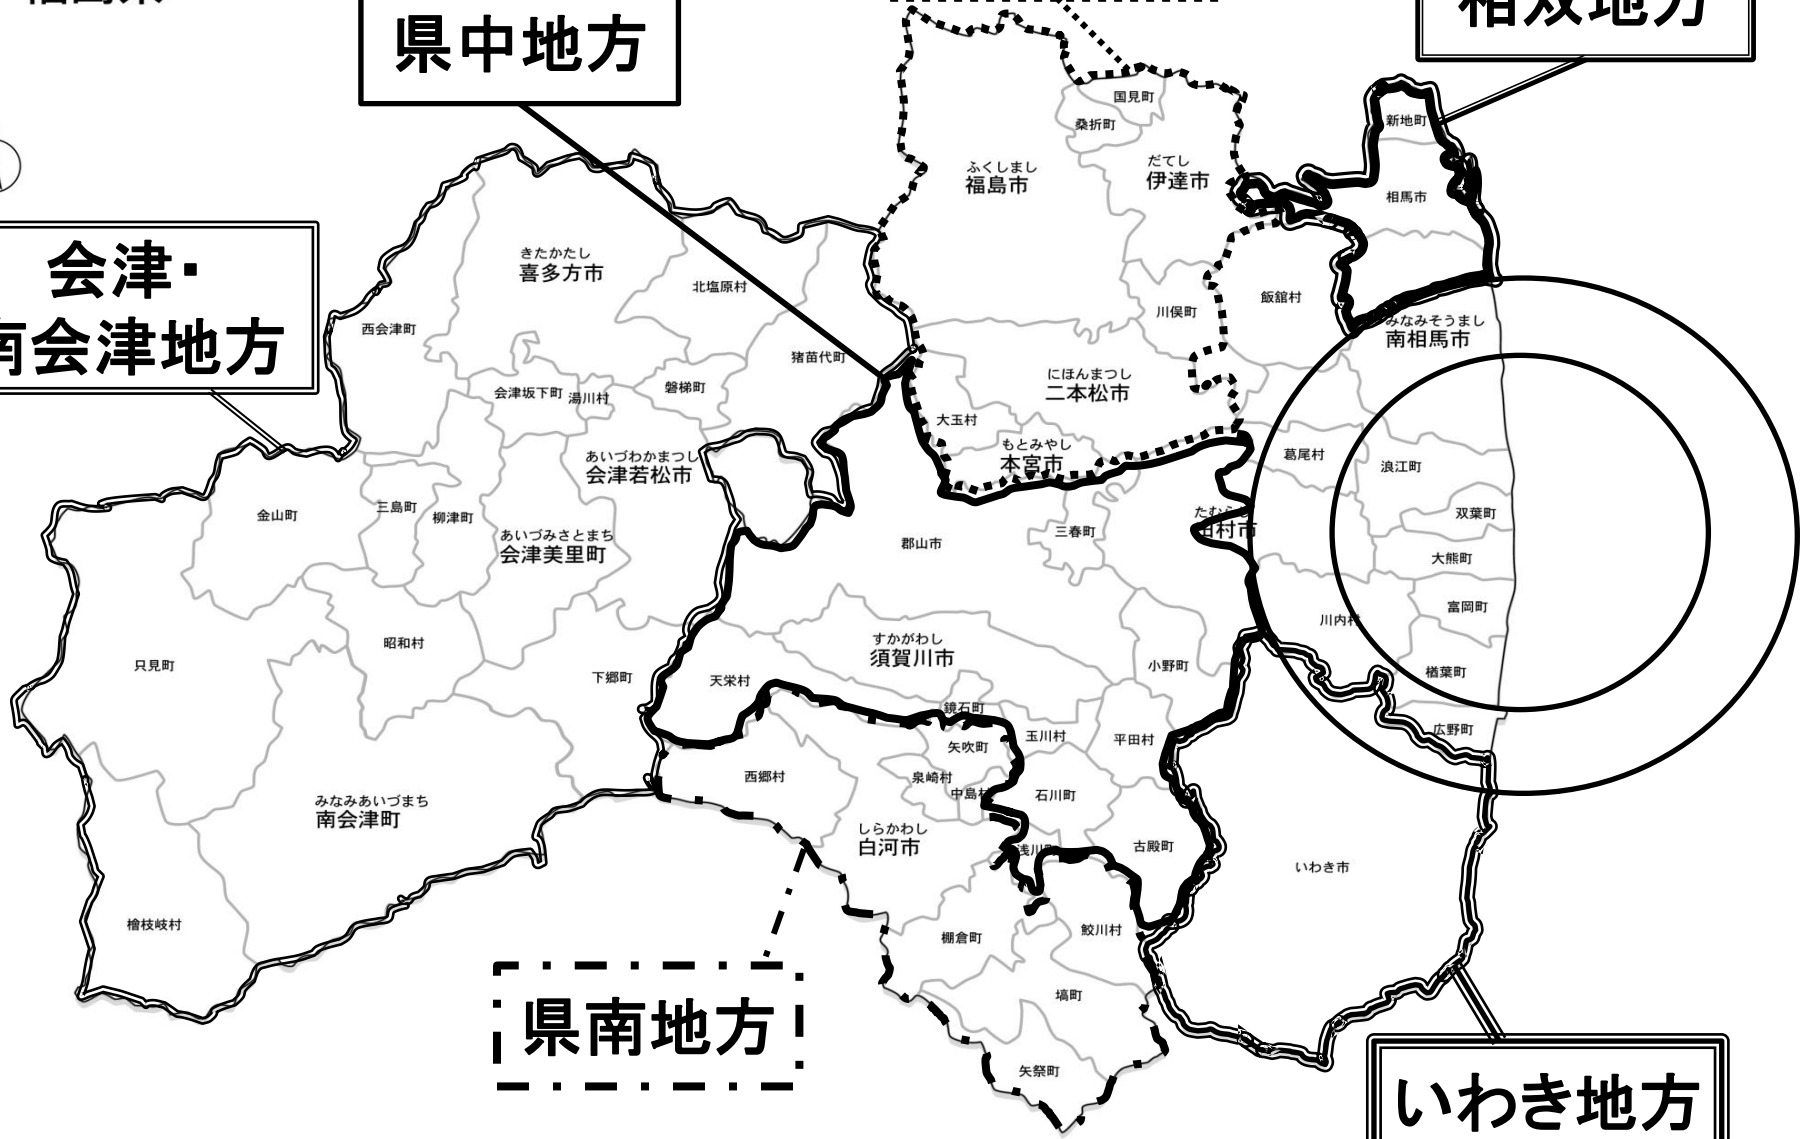 県中地方
相双地方
国見町
桑折町
新地町
ふくしまし
福島市
だてし
伊達市
相馬市
会津・
南会津地方
きたかたし
喜多方市
北塩原村
飯舘村
川俣町
西会津町
みなみそうまし
南相馬市
猪苗代町
にほんまつし
二本松市
磐梯町
会津坂下町
湯川村
大玉村
もとみやし
本宮市
あいづわかまつし
会津若松市
葛尾村
浪江町
三島町
柳津町
金山町
双葉町
たむらし
田村市
三春町
郡山市
あいづみさとまち
会津美里町
大熊町
富岡町
川内村
昭和村
すかがわし
須賀川市
小野町
只見町
下郷町
天栄村
楢葉町
鏡石町
広野町
玉川村
平田村
矢吹町
西郷村
泉崎村
中島村
石川町
みなみあいづまち
南会津町
しらかわし
白河市
浅川町
古殿町
いわき市
檜枝岐村
棚倉町
鮫川村
塙町
県南地方
矢祭町
いわき地方